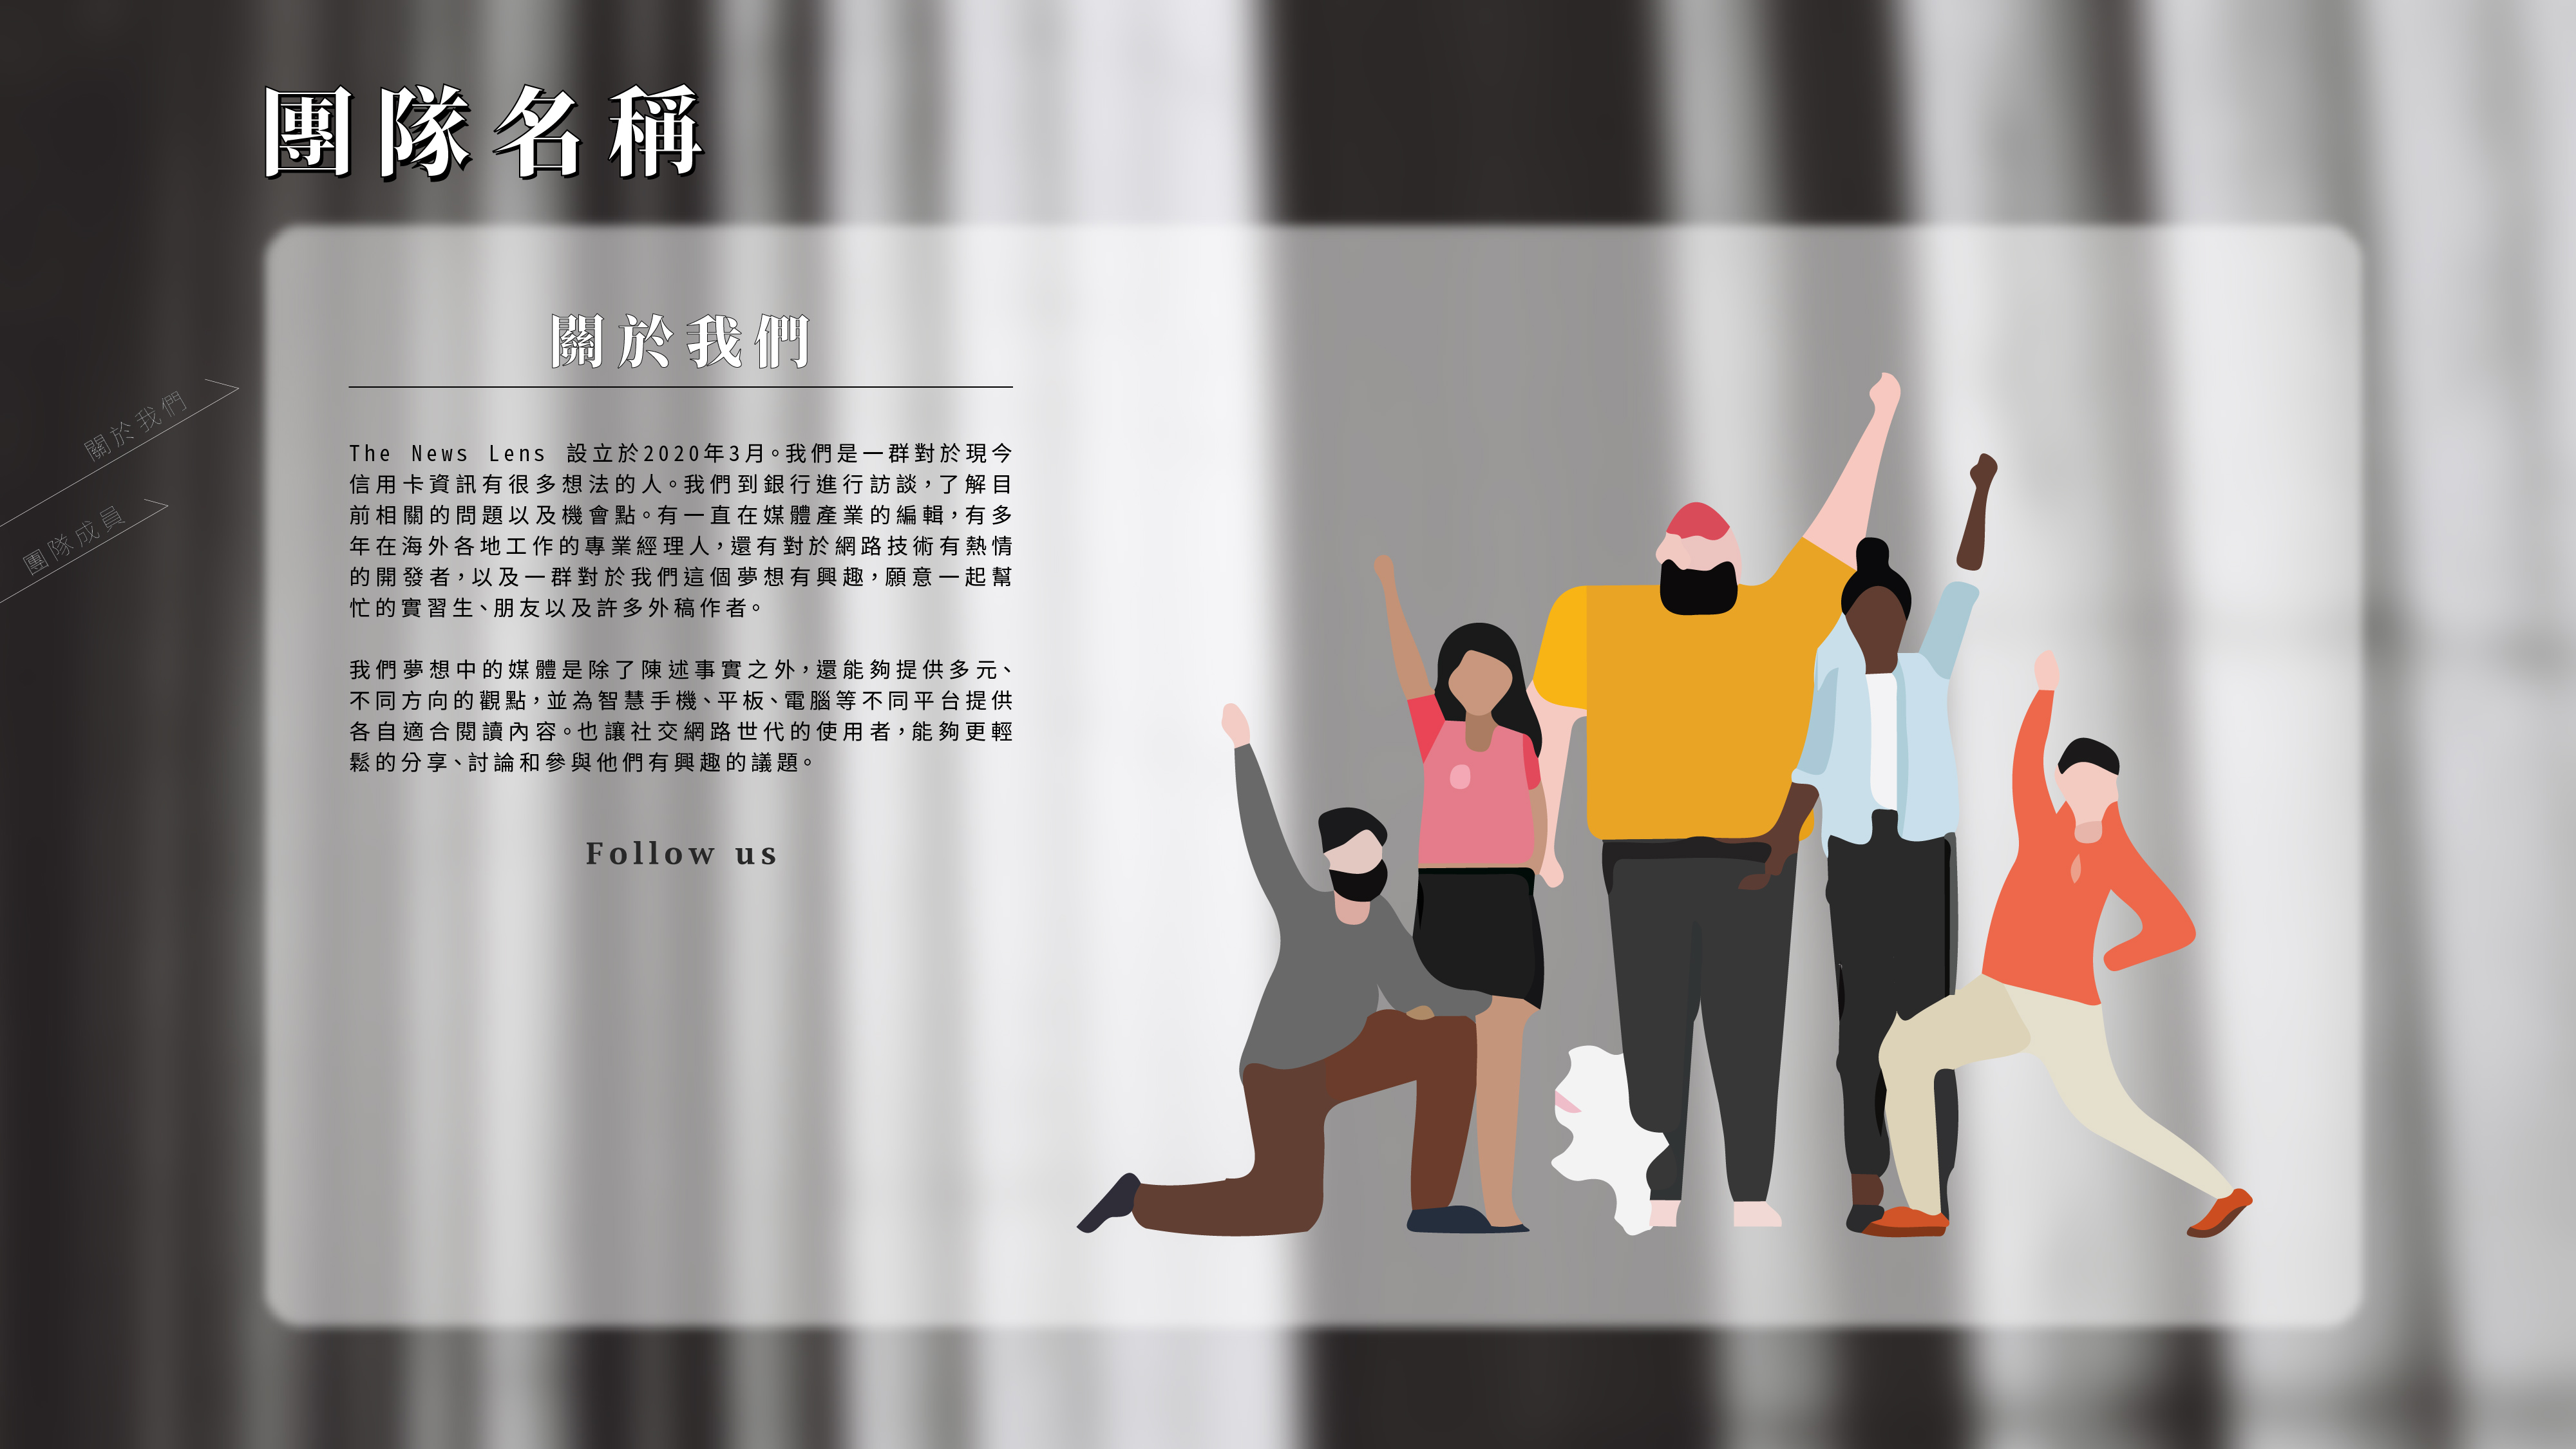 團隊名稱
關於我們
關於我們
團隊成員
The News Lens 設立於2020年3月。我們是一群對於現今
信用卡資訊有很多想法的人。我們到銀行進行訪談，了解目
前相關的問題以及機會點。有一直在媒體產業的編輯，有多
年在海外各地工作的專業經理人，還有對於網路技術有熱情
的開發者，以及一群對於我們這個夢想有興趣，願意一起幫
忙的實習生、朋友以及許多外稿作者。
我們夢想中的媒體是除了陳述事實之外，還能夠提供多元、
不同方向的觀點，並為智慧手機、平板、電腦等不同平台提供
各自適合閱讀內容。也讓社交網路世代的使用者，能夠更輕
鬆的分享、討論和參與他們有興趣的議題。
Follow us